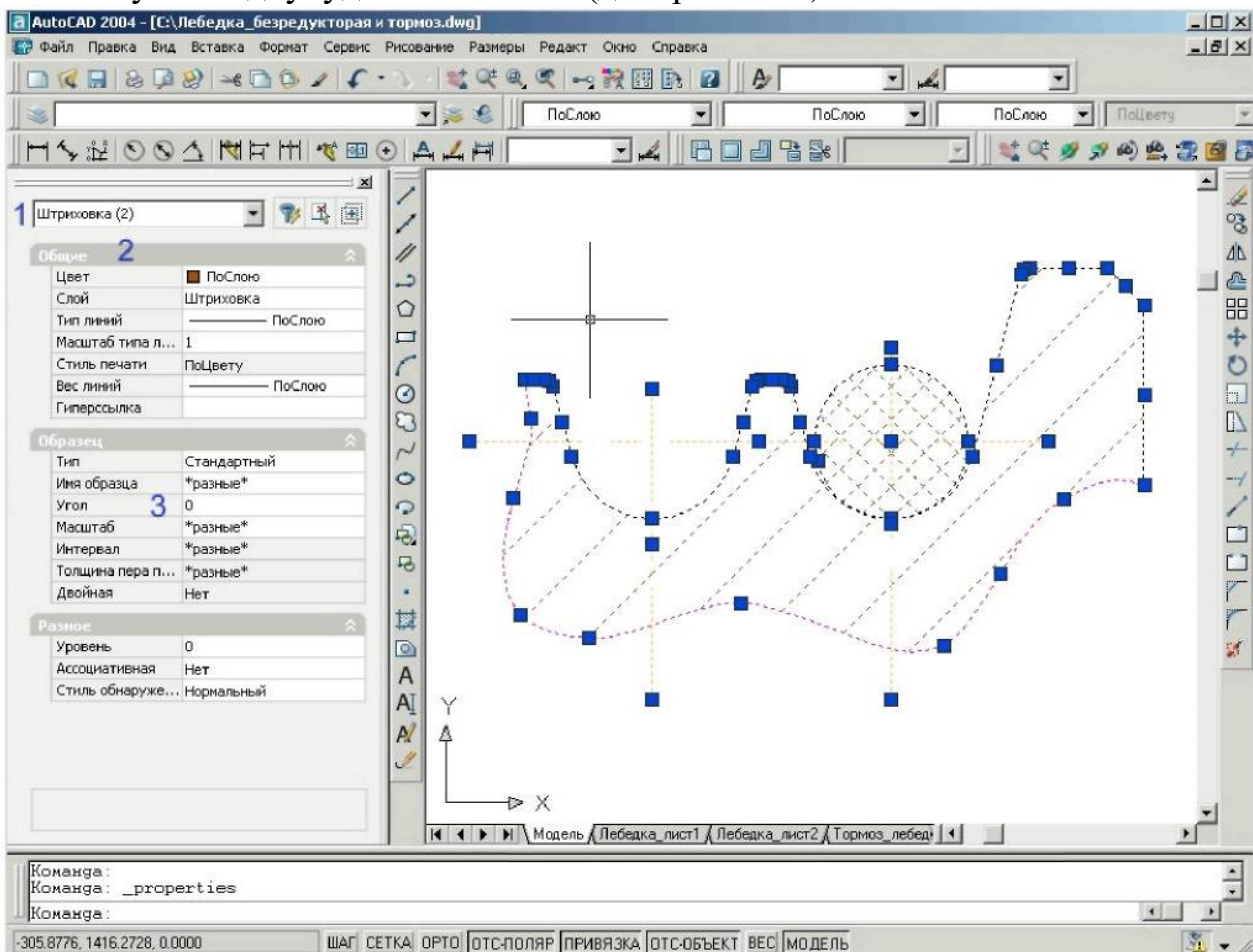 AutoCAD 2004 - [C:\Лебедка_безредукторая и тормоз.dwg]
Файл Правка Вид Вставка Формат Сервис Рисование Размеры Редакт Окно Справка
ПоСлою ПоСлою ПоСлою ПоЦвету
1 Штриховка (2)
Общие 2
Цвет ПоСлою
Слой Штриховка
Тип линий ПоСлою
Масштаб типа л... 1
Стиль печати ПоЦвету
Вес линий ПоСлою
Гиперссылка
Образец
Тип Стандартный
Имя образца *разные*
Угол 3 0
Масштаб *разные*
Интервал *разные*
Толщина пера п... *разные*
Двойная Нет
Разное
Уровень 0
Ассоциативная Нет
Стиль обнаруже... Нормальный
Y
X
Модель Лебедка_лист1 Лебедка_лист2 Тормоз_лебед
Команда:
Команда: _properties
Команда:
-305.8776, 1416.2728, 0.0000 ШАГ СЕТКА ОРТО ОТС-ПОЛЯР ПРИВЯЗКА ОТС-ОБЪЕКТ ВЕС МОДЕЛЬ